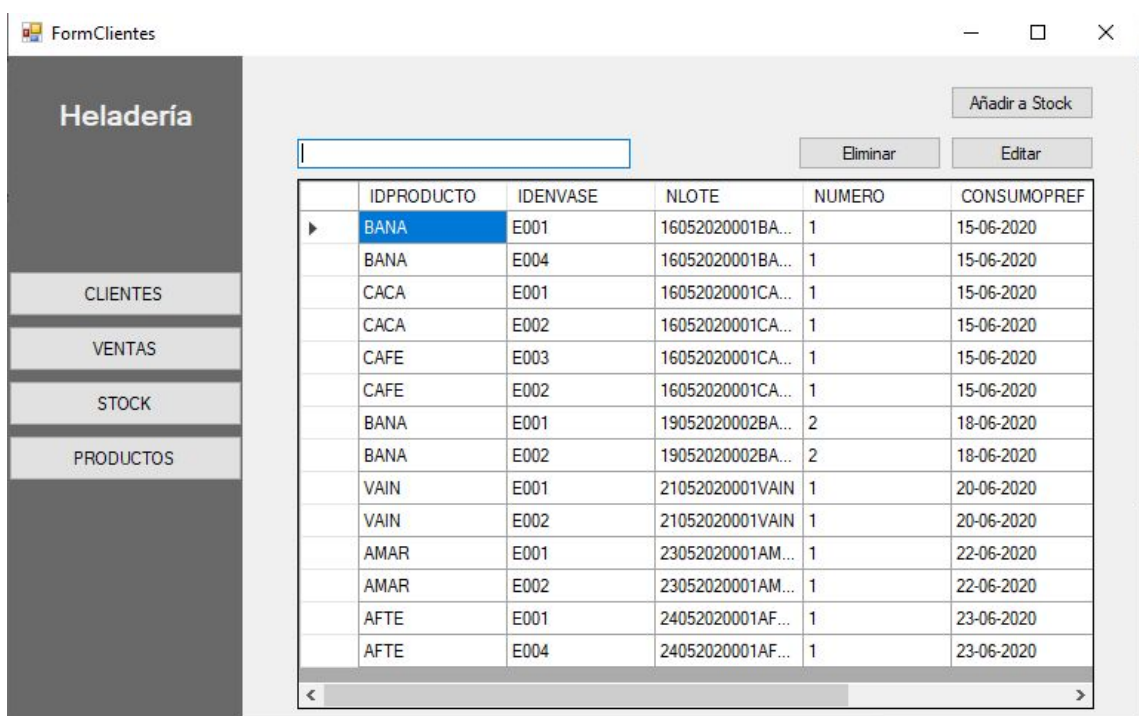 FormClientes
Heladería
Añadir a Stock
Eliminar Editar
CLIENTES
VENTAS
STOCK
PRODUCTOS
IDPRODUCTO IDENVASE NLOTE NUMERO CONSUMOPREF
BANA E001 16052020001BA... 1 15-06-2020
BANA E004 16052020001BA... 1 15-06-2020
CACA E001 16052020001CA... 1 15-06-2020
CACA E002 16052020001CA... 1 15-06-2020
CAFE E003 16052020001CA... 1 15-06-2020
CAFE E002 16052020001CA... 1 15-06-2020
BANA E001 19052020002BA... 2 18-06-2020
BANA E002 19052020002BA... 2 18-06-2020
VAIN E001 21052020001VAIN 1 20-06-2020
VAIN E002 21052020001VAIN 1 20-06-2020
AMAR E001 23052020001AM... 1 22-06-2020
AMAR E002 23052020001AM... 1 22-06-2020
AFTE E001 24052020001AF... 1 23-06-2020
AFTE E004 24052020001AF... 1 23-06-2020